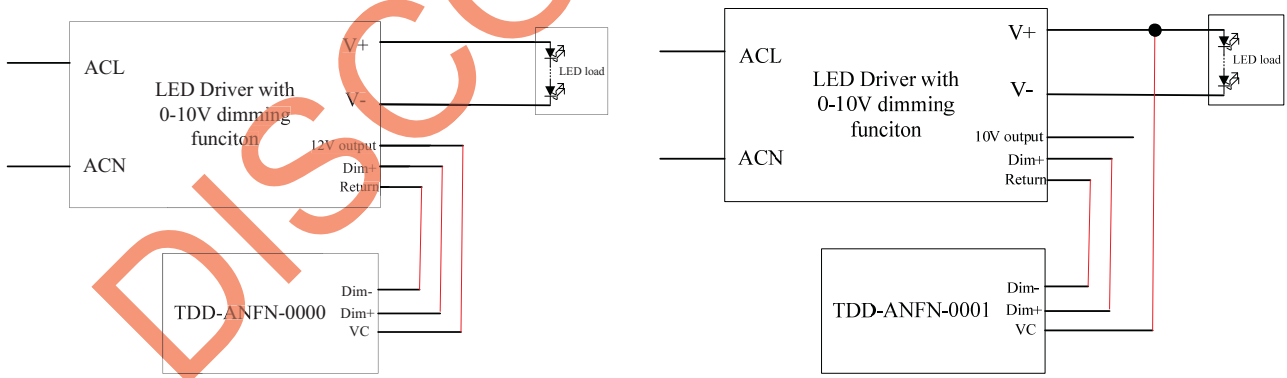 ACL
ACN
LED Driver with
0-10V dimming
funciton
V+
V-
12V output
Dim+
Return
LED load
TDD-ANFN-0000
Dim-
Dim+
VC
ACL
ACN
LED Driver with
0-10V dimming
funciton
V+
V-
10V output
Dim+
Return
LED load
TDD-ANFN-0001
Dim-
Dim+
VC
DISCO